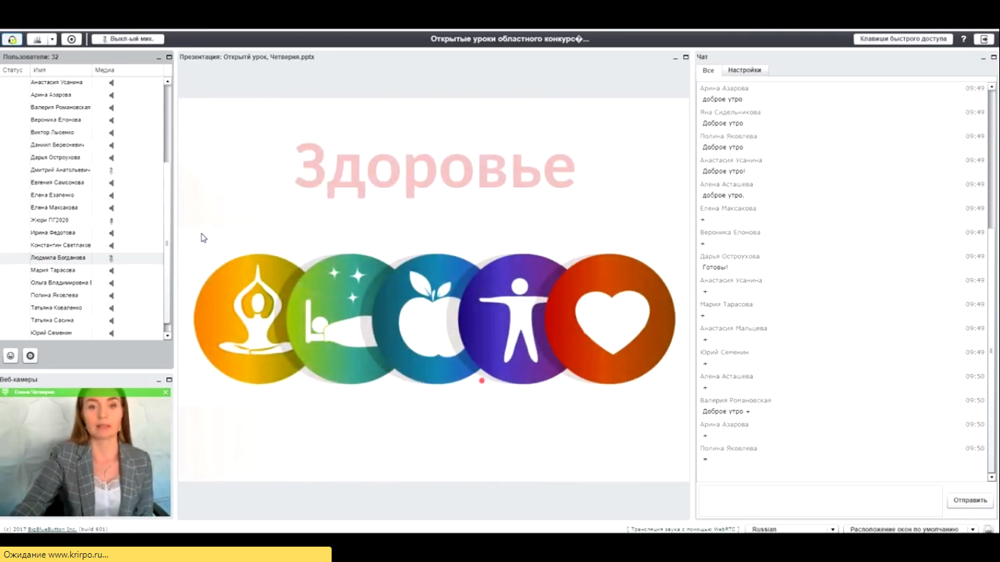 Выкл-ый мик.
Открытые уроки областного конкурс�...
Клавиши быстрого доступа
?
Пользователи: 32
Статус Имя Медиа
Анастасия Усанина
Арина Азарова
Валерия Романовская
Вероника Елонова
Виктор Лысенко
Даниил Бересневич
Дарья Остроухова
Дмитрий Анатольевич
Евгения Самсонова
Елена Езапенко
Елена Максакова
Жюри ПГ2020
Ирина Федотова
Константин Светлаков
Людмила Богданова
Мария Тарасова
Ольга Владимировна Б
Полина Яковлева
Татьяна Коваленко
Татьяна Сасина
Юрий Семенин
Веб-камеры
Елена Четверня
Презентация: Открытй урок, Четверня.pptx
Здоровье
Чат
Все Настройки
Арина Азарова 09:49
доброе утро
Яна Сидельникова 09:49
Доброе утро
Полина Яковлева 09:49
Доброе утро
Анастасия Усанина 09:49
Доброе утро!
Алена Асташева 09:49
доброе утро.
Елена Максакова 09:49
+
Вероника Елонова 09:49
+
Дарья Остроухова 09:49
Готовы!
Анастасия Усанина 09:49
+
Мария Тарасова 09:49
+
Анастасия Мальцева 09:49
+
Юрий Семенин 09:49
+
Алена Асташева 09:50
+
Валерия Романовская 09:50
Доброе утро +
Арина Азарова 09:50
+
Полина Яковлева 09:50
=
Отправить
(c) 2017 BigBlueButton Inc. (build 601)
[ Трансляция звука с помощью WebRTC ]
Russian
Расположение окон по умолчанию
Ожидание www.krirpo.ru...